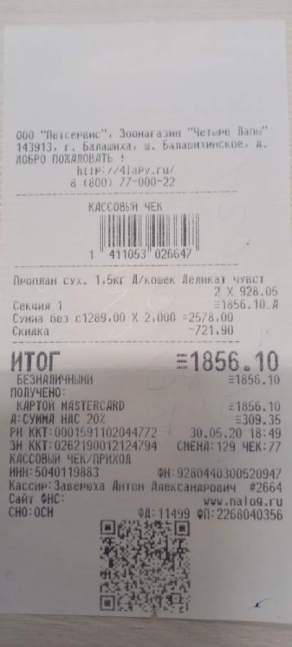 ООО "Петсервис", Зоомагазин "Четыре Лапы"
143913, г. Балашиха, ш. Балашихинское, д.
ДОБРО ПОЖАЛОВАТЬ !
http://4lapy.ru/
8 (800) 77-000-22
КАССОВЫЙ ЧЕК
1 411053 026647
Проплан сух. 1,5кг Д/кошек Деликат чувст
2 X 928.05
Секция 1 ≡1856.10_А
Сумма без с1289.00 X 2.000 =2578.00
Скидка -721.90
ИТОГ ≡1856.10
БЕЗНАЛИЧНЫМИ ≡1856.10
ПОЛУЧЕНО:
КАРТОЙ MASTERCARD ≡1856.10
А:СУММА НДС 20% ≡309.35
РН ККТ:0001591102044772 30.05.20 18:49
ЗН ККТ:0262190012124794 СМЕНА:129 ЧЕК:77
КАССОВЫЙ ЧЕК/ПРИХОД
ИНН:5040119883 ФН:9280440300520947
Кассир:Заверюха Антон Александрович #2664
Сайт ФНС: www.nalog.ru
СНО:ОСН ФД:11499 ФП:2268040356